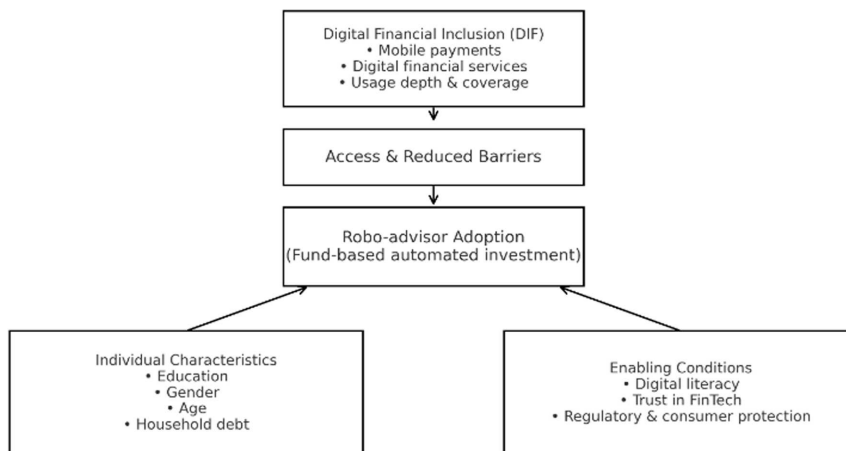 Digital Financial Inclusion (DIF)
• Mobile payments
• Digital financial services
• Usage depth & coverage
Access & Reduced Barriers
Robo-advisor Adoption
(Fund-based automated investment)
Individual Characteristics
• Education
• Gender
• Age
• Household debt
Enabling Conditions
• Digital literacy
• Trust in FinTech
• Regulatory & consumer protection